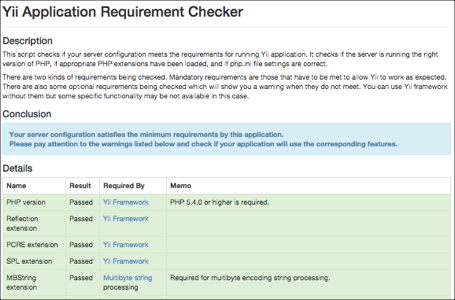 Yii Application Requirement Checker
Description
This script checks if your server configuration meets the requirements for running Yii application. It checks if the server is running the right
version of PHP, if appropriate PHP extensions have been loaded, and if php.ini file settings are correct.
There are two kinds of requirements being checked. Mandatory requirements are those that have to be met to allow Yii to work as expected.
There are also some optional requirements being checked which will show you a warning when they do not meet. You can use Yii framework
without them but some specific functionality may be not available in this case.
Conclusion
Your server configuration satisfies the minimum requirements by this application.
Please pay attention to the warnings listed below and check if your application will use the corresponding features.
Details
Name Result Required By Memo
PHP version Passed Yii Framework PHP 5.4.0 or higher is required.
Reflection Passed Yii Framework
extension
PCRE extension Passed Yii Framework
SPL extension Passed Yii Framework
MBString Passed Multibyte string Required for multibyte encoding string processing.
extension processing